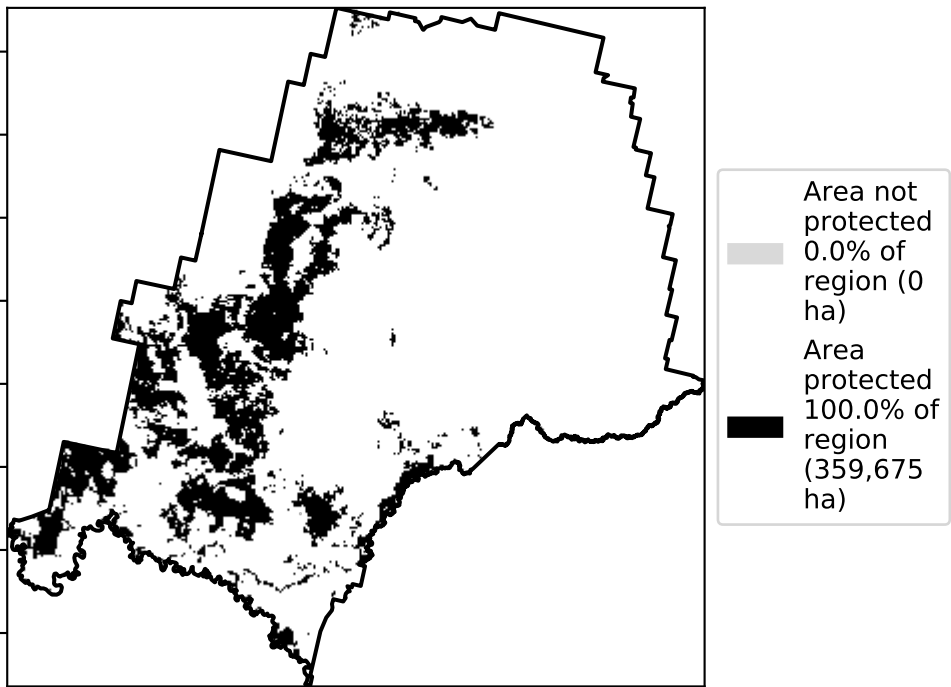 Area not
protected
0.0% of
region (0
ha)
Area
protected
100.0% of
region
(359,675
ha)